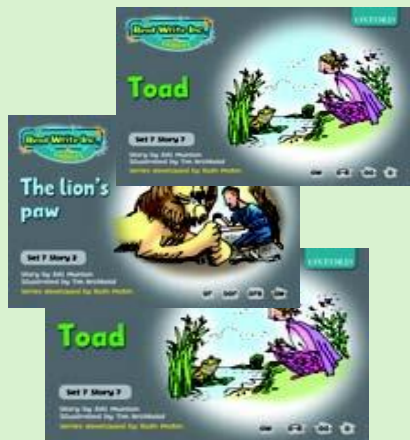 OXFORD
Read Write Inc.
Toad
Set 7 Story 7
Story by Gill Munton
Illustrated by Tim Archbold
Series developed by Ruth Miskin
Read Write Inc.
The lion's
paw
Set 7 Story 2
Story by Gill Munton
Illustrated by Tim Archbold
Series developed by Ruth Miskin
OXFORD
Toad
Set 7 Story 7
Story by Gill Munton
Illustrated by Tim Archbold
Series developed by Ruth Miskin